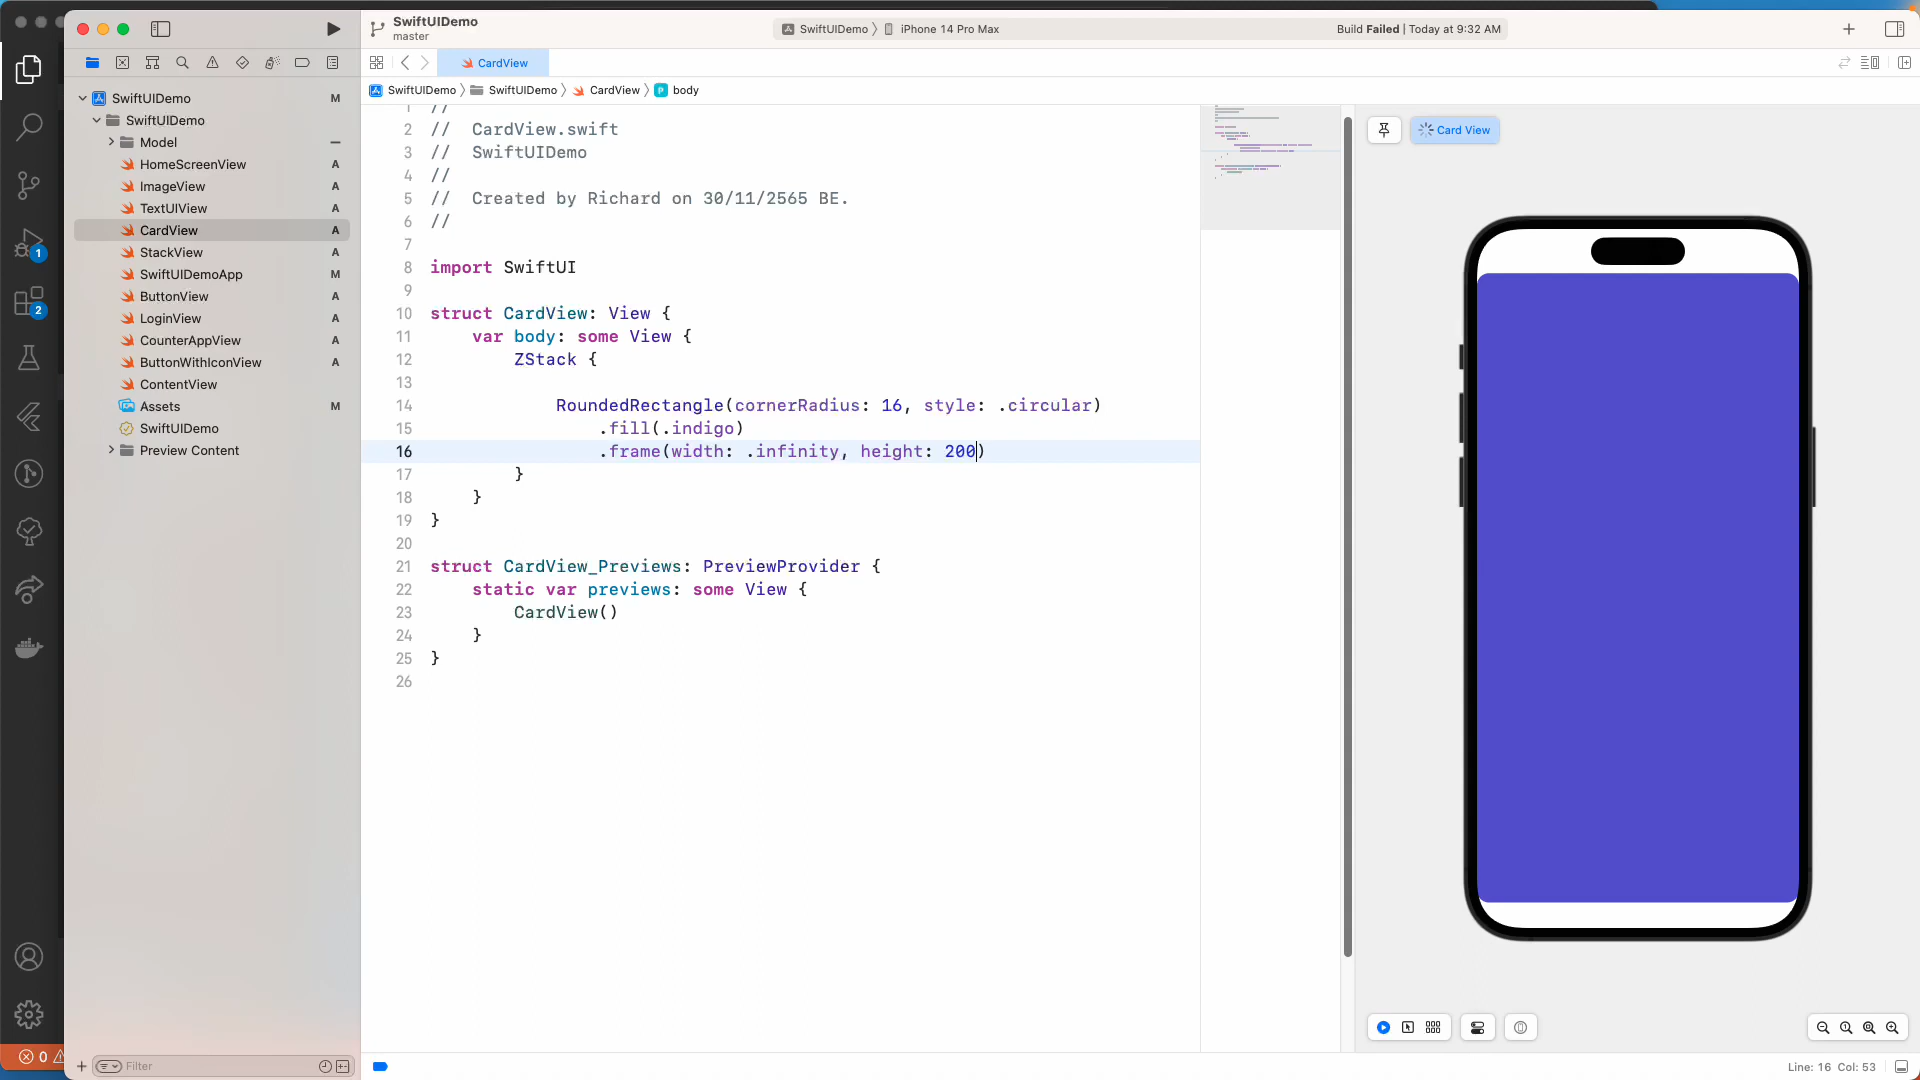 SwiftUIDemo
master
SwiftUIDemo
iPhone 14 Pro Max
Build Failed | Today at 9:32 AM
CardView
SwiftUIDemo
SwiftUIDemo
CardView
body
SwiftUIDemo M
SwiftUIDemo
Model
HomeScreenView A
ImageView A
TextUIView A
CardView A
StackView A
SwiftUIDemoApp M
ButtonView A
LoginView A
CounterAppView A
ButtonWithIconView A
ContentView
Assets M
SwiftUIDemo
Preview Content
1
2
0
Filter
1 //
2 //  CardView.swift
3 //  SwiftUIDemo
4 //
5 //  Created by Richard on 30/11/2565 BE.
6 //
7
8 import SwiftUI
9
10 struct CardView: View {
11     var body: some View {
12         ZStack {
13
14             RoundedRectangle(cornerRadius: 16, style: .circular)
15                 .fill(.indigo)
16                 .frame(width: .infinity, height: 200)
17         }
18     }
19 }
20
21 struct CardView_Previews: PreviewProvider {
22     static var previews: some View {
23         CardView()
24     }
25 }
26
Card View
Line: 16 Col: 53